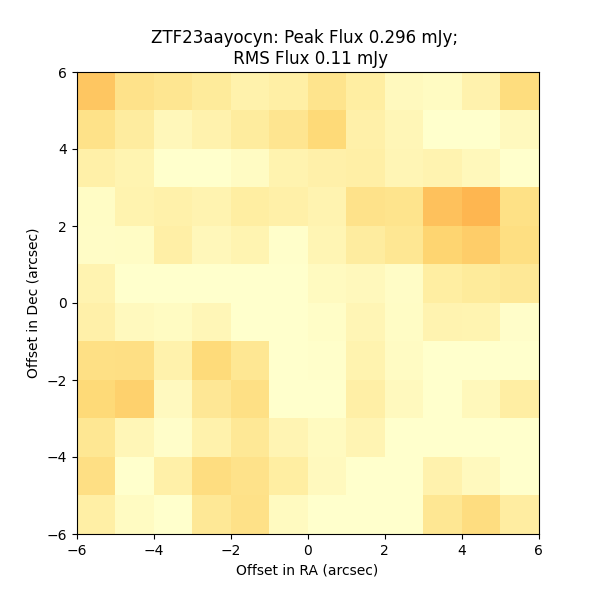 ZTF23aayocyn: Peak Flux 0.296 mJy;
RMS Flux 0.11 mJy
6
4
2
0
−2
−4
−6
Offset in Dec (arcsec)
−6 −4 −2 0 2 4 6
Offset in RA (arcsec)